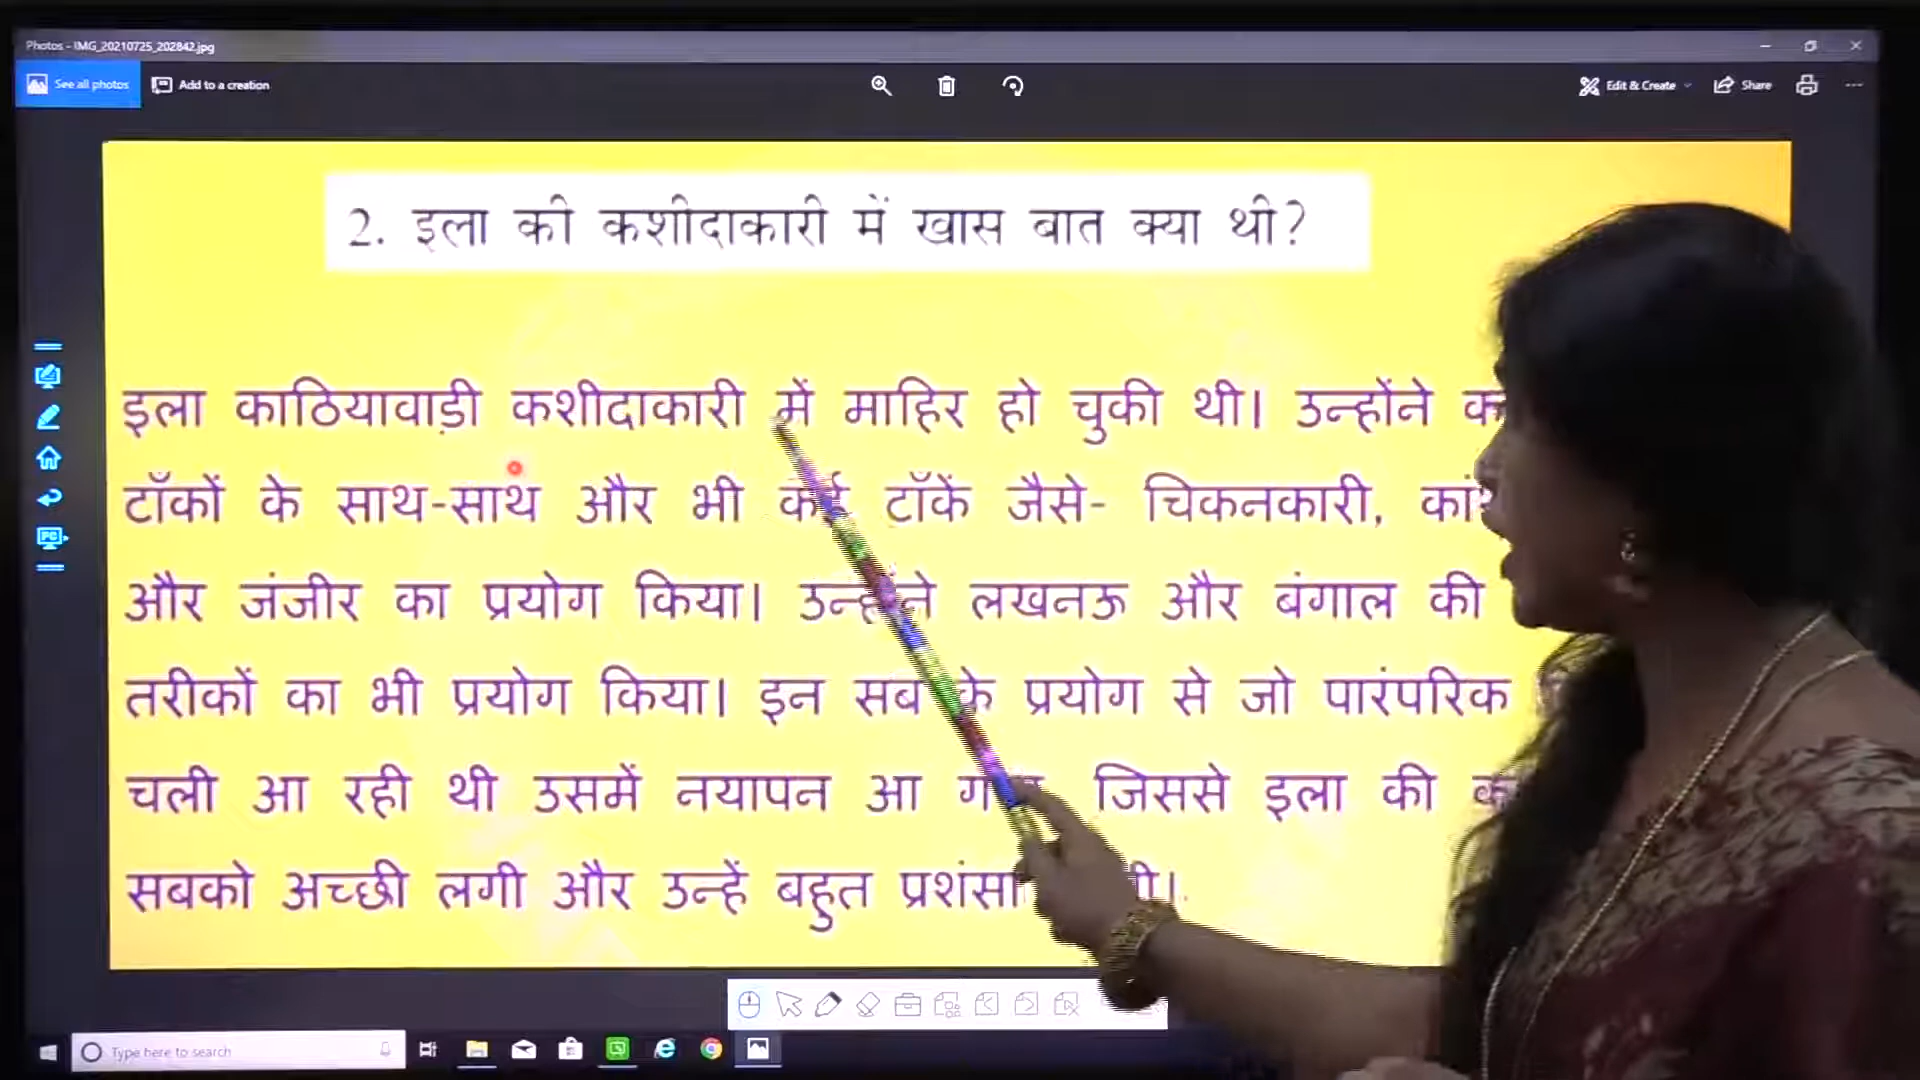 Photos - IMG_20210725_202842.jpg
See all photos
Add to a creation
Edit & Create
Share
2. इला की कशीदाकारी में खास बात क्या थी?
इला काठियावाड़ी कशीदाकारी में माहिर हो चुकी थी। उन्होंने
टाँकों के साथ-साथ और भी कई टाँकें जैसे- चिकनकारी,
और जंजीर का प्रयोग किया। उन्होंने लखनऊ और बंगाल की
तरीकों का भी प्रयोग किया। इन सब के प्रयोग से जो पारंपरिक
चली आ रही थी उसमें नयापन आ जिससे इला की
सबको अच्छी लगी और उन्हें बहुत प्रशंसा
Type here to search